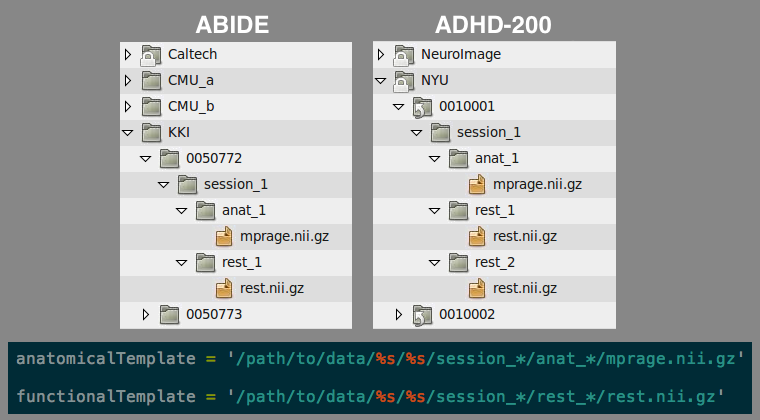 ABIDE
Caltech
CMU_a
CMU_b
KKI
0050772
session_1
anat_1
mprage.nii.gz
rest_1
rest.nii.gz
0050773
ADHD-200
NeuroImage
NYU
0010001
session_1
anat_1
mprage.nii.gz
rest_1
rest.nii.gz
rest_2
rest.nii.gz
0010002
anatomicalTemplate = '/path/to/data/%s/%s/session_*/anat_*/mprage.nii.gz'
functionalTemplate = '/path/to/data/%s/%s/session_*/rest_*/rest.nii.gz'